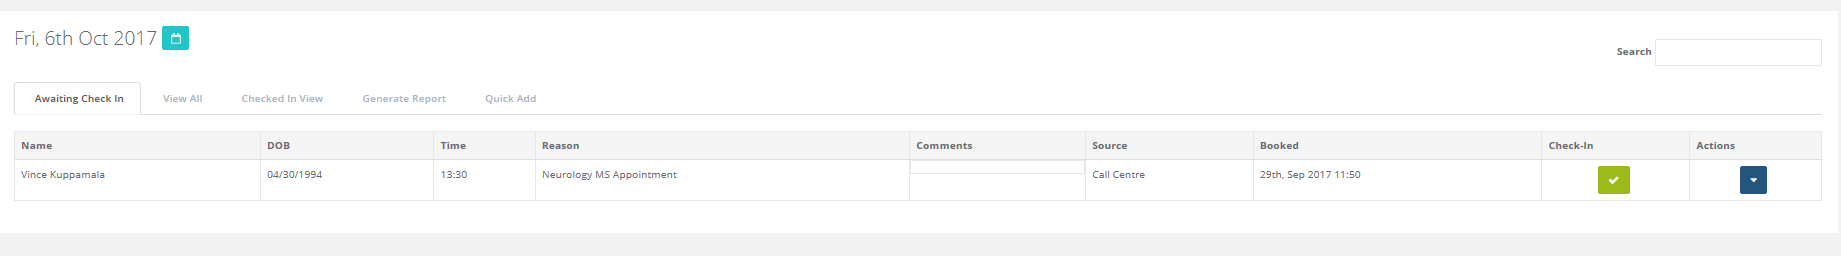 Fri, 6th Oct 2017
Search
Awaiting Check In View All Checked In View Generate Report Quick Add
Name DOB Time Reason Comments Source Booked Check-In Actions
Vince Kuppamala 04/30/1994 13:30 Neurology MS Appointment Call Centre 29th, Sep 2017 11:50